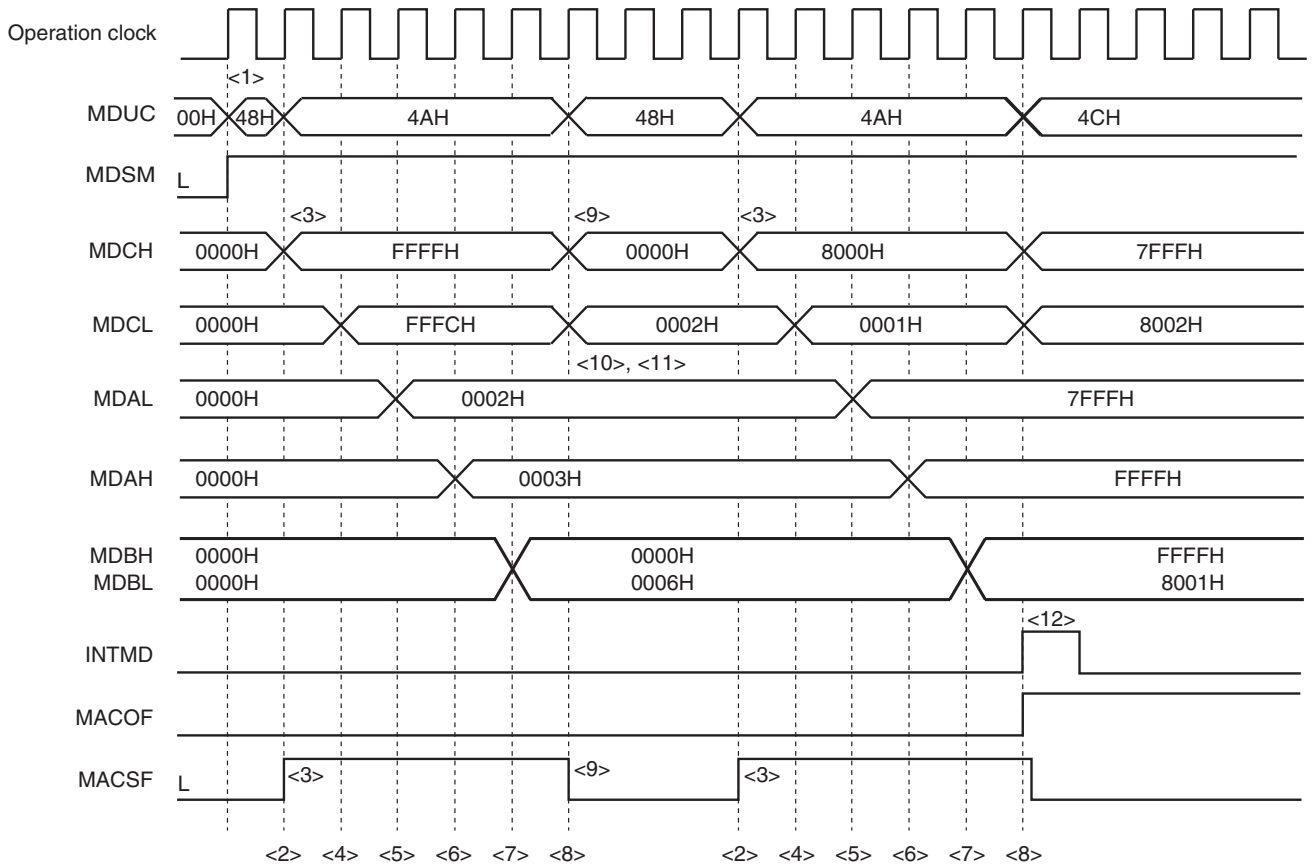 Operation clock
<1>
MDUC 00H 48H 4AH 48H 4AH 4CH
MDSM L
<3> <9> <3>
MDCH 0000H FFFFH 0000H 8000H 7FFFH
MDCL 0000H FFFCH 0002H 0001H 8002H
<10>, <11>
MDAL 0000H 0002H 7FFFH
MDAH 0000H 0003H FFFFH
MDBH 0000H 0000H FFFFH
MDBL 0000H 0006H 8001H
<12>
INTMD
MACOF
MACSF L <3> <9> <3>
<2> <4> <5> <6> <7> <8> <2> <4> <5> <6> <7> <8>